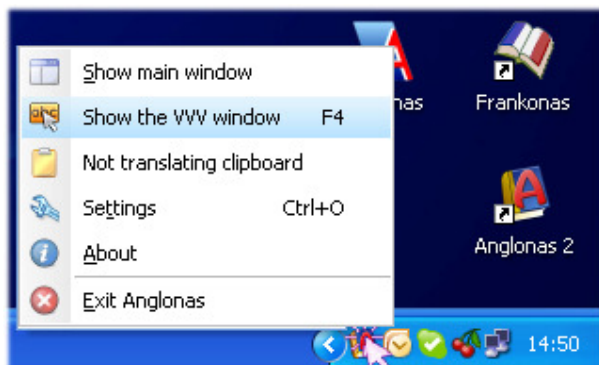 Show main window
Show the VVV window F4
Not translating clipboard
Settings Ctrl+O
About
Exit Anglonas
nas
Frankonas
Anglonas 2
14:50